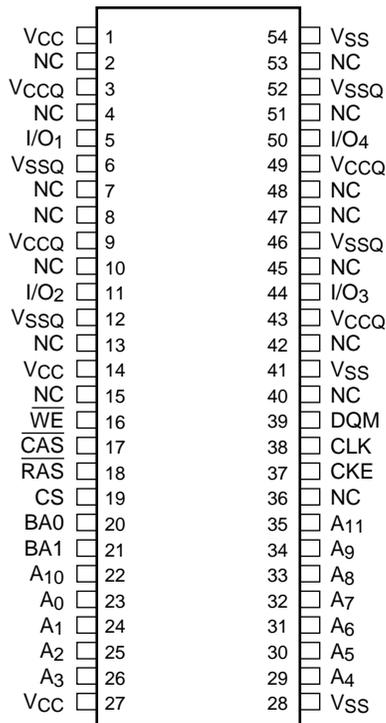 VCC 1 54 VSS
NC 2 53 NC
VCCQ 3 52 VSSQ
NC 4 51 NC
I/O1 5 50 I/O4
VSSQ 6 49 VCCQ
NC 7 48 NC
NC 8 47 NC
VCCQ 9 46 VSSQ
NC 10 45 NC
I/O2 11 44 I/O3
VSSQ 12 43 VCCQ
NC 13 42 NC
VCC 14 41 VSS
NC 15 40 NC
W̅E̅ 16 39 DQM
C̅A̅S̅ 17 38 CLK
R̅A̅S̅ 18 37 CKE
CS 19 36 NC
BA0 20 35 A11
BA1 21 34 A9
A10 22 33 A8
A0 23 32 A7
A1 24 31 A6
A2 25 30 A5
A3 26 29 A4
VCC 27 28 VSS